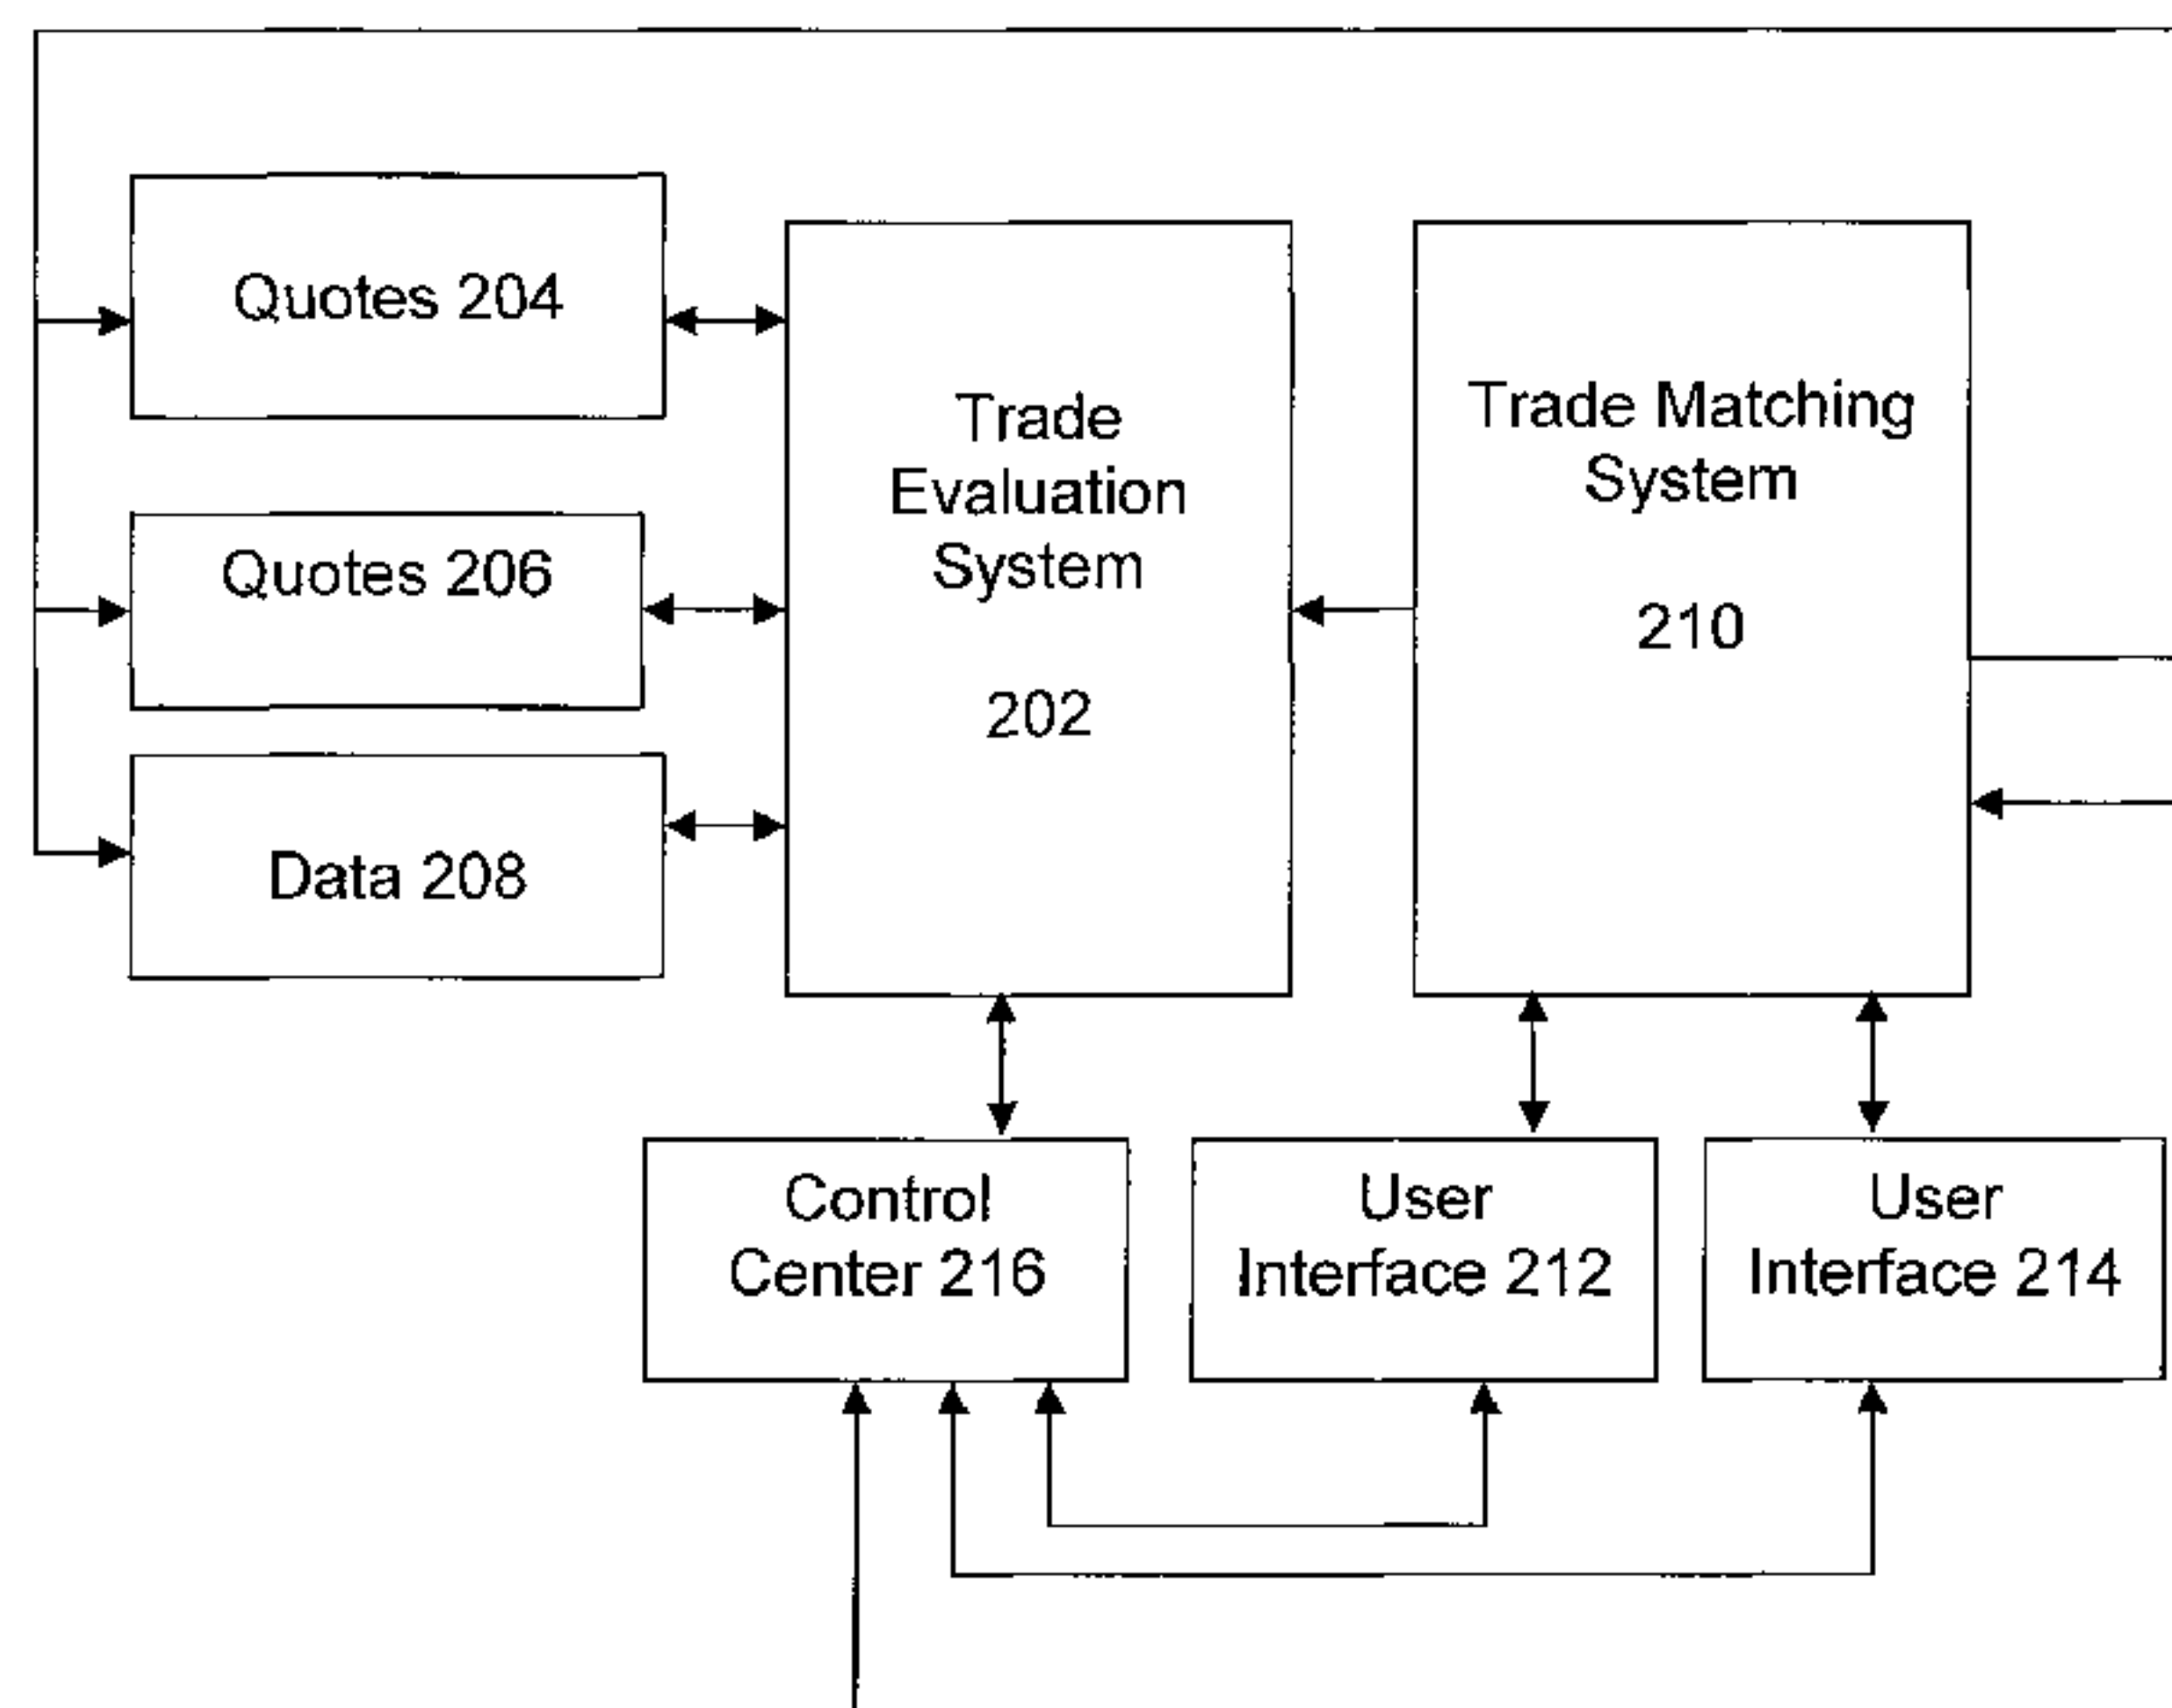 Quotes 204
Quotes 206
Data 208
Trade
Evaluation
System
202
Trade Matching
System
210
Control
Center 216
User
Interface 212
User
Interface 214